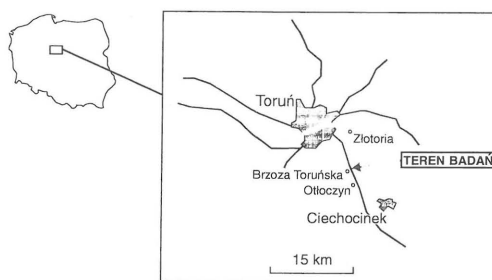 Toruń
Złotoria
TEREN BADAŃ
Brzoza Toruńska
Otłoczyn
Ciechocinek
15 km